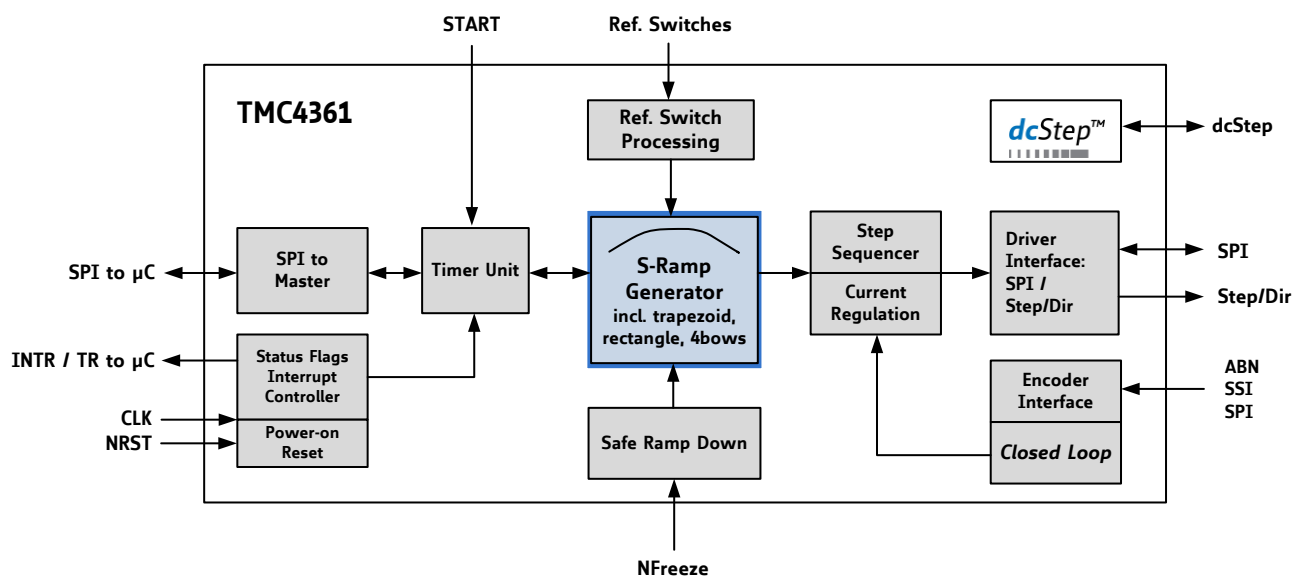 START
Ref. Switches
TMC4361
Ref. Switch
Processing
dcStep™
dcStep
SPI to µC
SPI to
Master
Timer Unit
S-Ramp
Generator
incl. trapezoid,
rectangle, 4bows
Step
Sequencer
Current
Regulation
Driver
Interface:
SPI /
Step/Dir
SPI
Step/Dir
INTR / TR to µC
Status Flags
Interrupt
Controller
CLK
NRST
Power-on
Reset
Safe Ramp Down
Encoder
Interface
Closed Loop
ABN
SSI
SPI
NFreeze